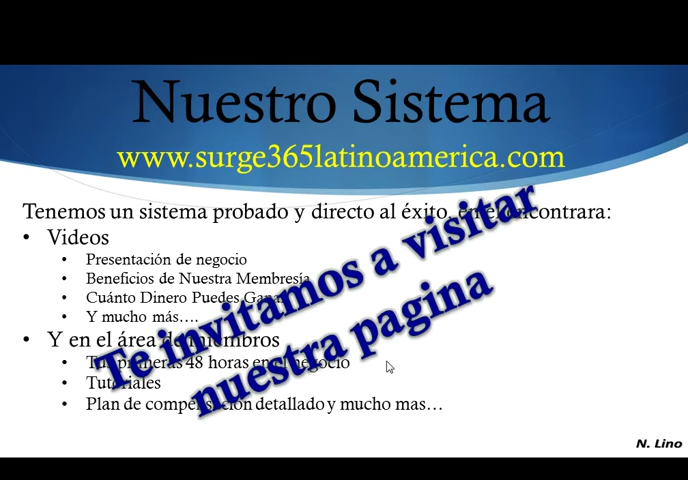 Nuestro Sistema
www.surge365latinoamerica.com
Tenemos un sistema probado y directo al éxito, en el encontrara:
• Videos
• Presentación de negocio
• Beneficios de Nuestra Membresía
• Cuánto Dinero Puedes Ganar
• Y mucho más….
• Y en el área de miembros
• Tus primeras 48 horas en el negocio
• Tutoriales
• Plan de compensación detallado y mucho mas…
Te invitamos a visitar
nuestra pagina
N. Lino